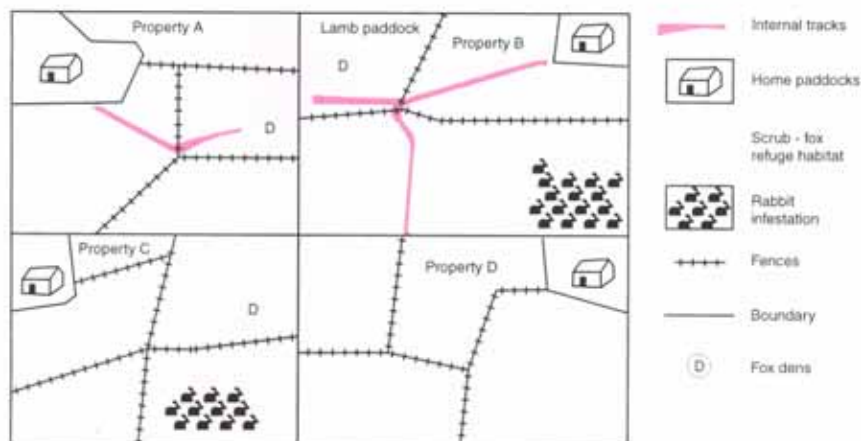 Property A
D
Lamb paddock
D
Property B
Property C
D
Property D
Internal tracks
Home paddocks
Scrub - fox
refuge habitat
Rabbit
infestation
Fences
Boundary
D
Fox dens